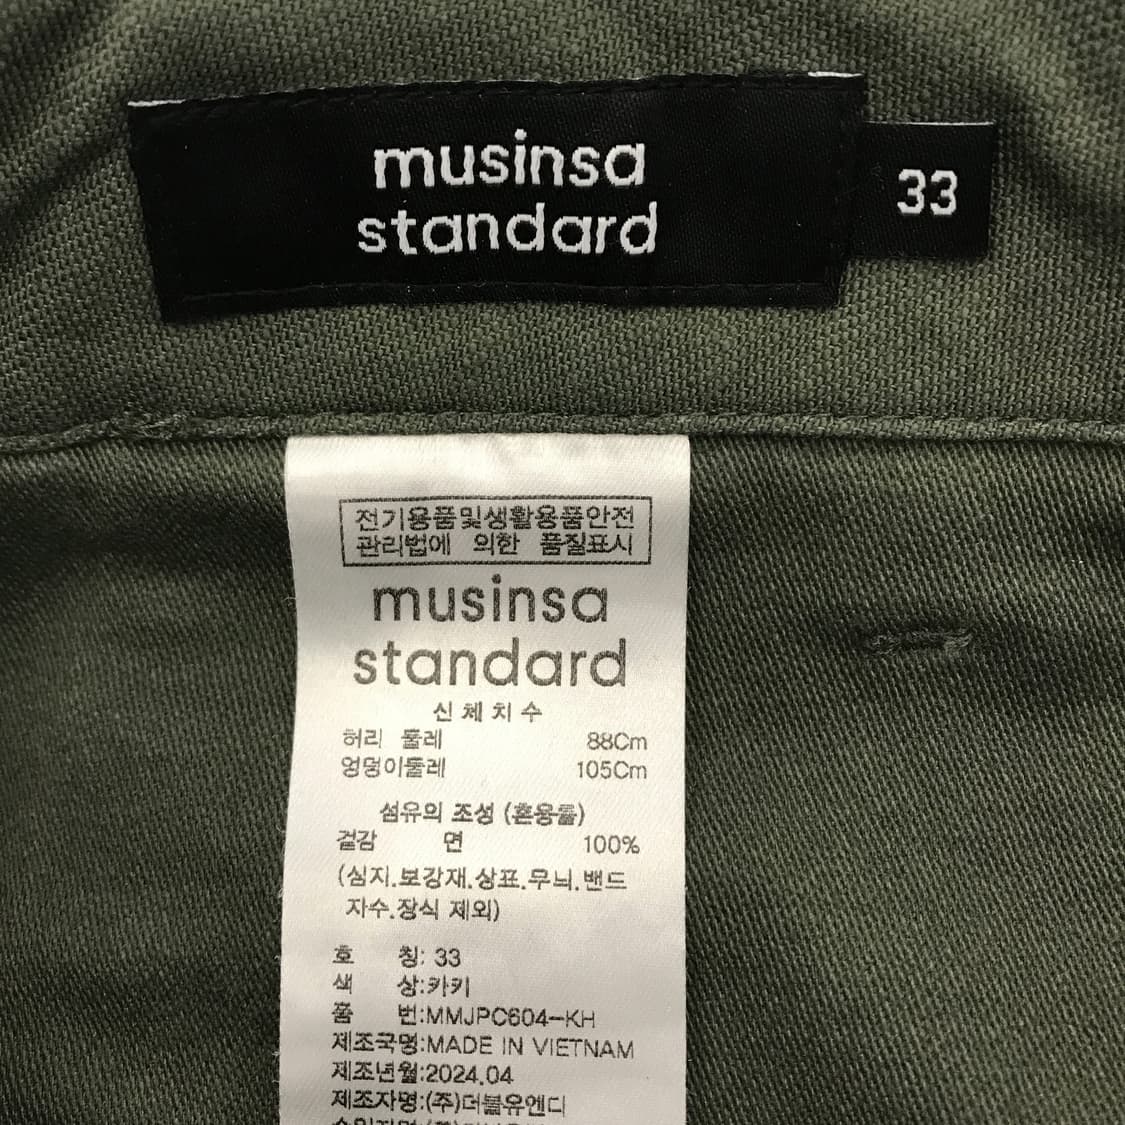 musinsa
standard
33
전기용품및생활용품안전
관리법에 의한 품질표시
musinsa
standard
신체치수
허리 둘레 88Cm
엉덩이둘레 105Cm
섬유의 조성 (혼용률)
겉감 면 100%
(심지.보강재.상표.무늬.밴드
자수.장식 제외)
호 칭: 33
색 상:카키
품 번:MMJPC604-KH
제조국명:MADE IN VIETNAM
제조년월:2024.04
제조자명:(주)더블유앤디